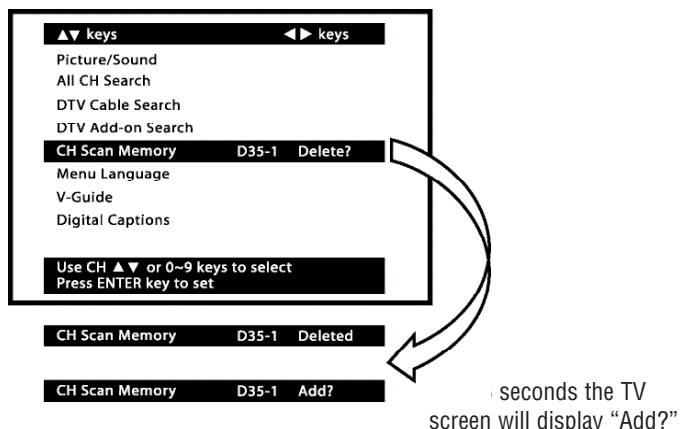 ▲▼ keys ◀▶ keys
Picture/Sound
All CH Search
DTV Cable Search
DTV Add-on Search
CH Scan Memory D35-1 Delete?
Menu Language
V-Guide
Digital Captions
Use CH ▲▼ or 0~9 keys to select
Press ENTER key to set
CH Scan Memory D35-1 Deleted
CH Scan Memory D35-1 Add?
seconds the TV
screen will display “Add?”